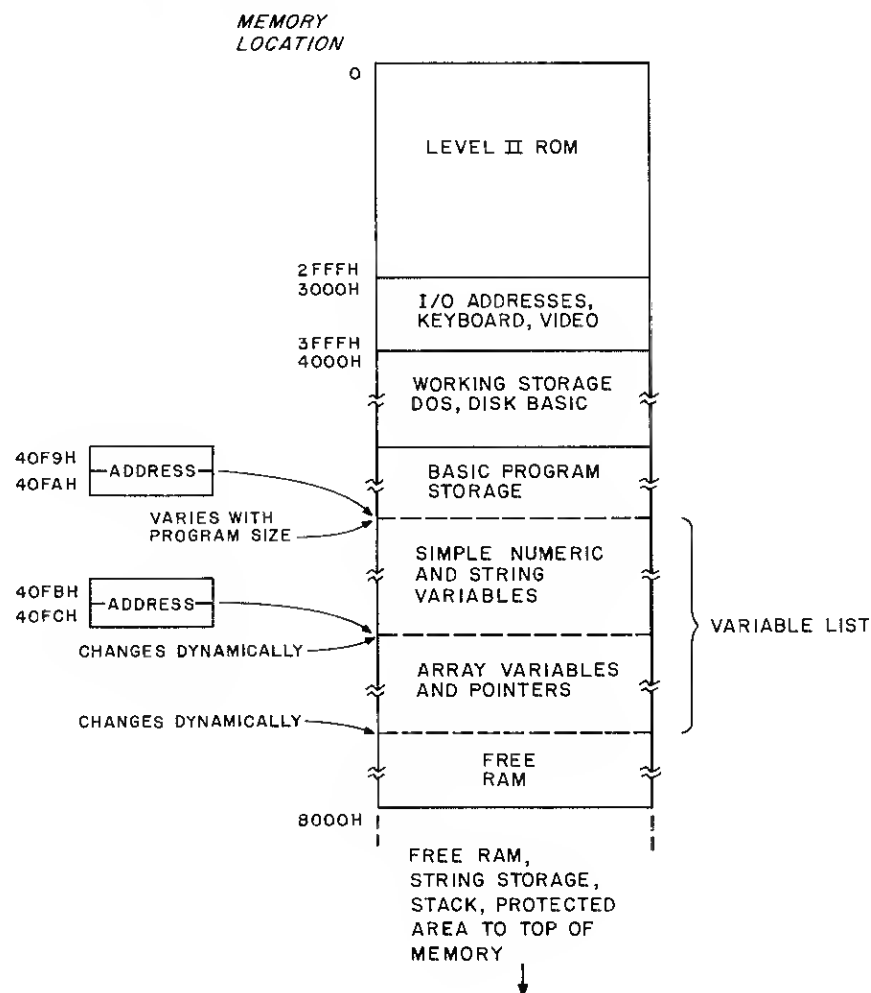 MEMORY
LOCATION
0
LEVEL II ROM
2FFFH
3000H
I/O ADDRESSES,
KEYBOARD, VIDEO
3FFFH
4000H
WORKING STORAGE
DOS, DISK BASIC
40F9H
40FAH
ADDRESS
BASIC PROGRAM
STORAGE
VARIES WITH
PROGRAM SIZE
SIMPLE NUMERIC
AND STRING
VARIABLES
40FBH
40FCH
ADDRESS
VARIABLE LIST
CHANGES DYNAMICALLY
ARRAY VARIABLES
AND POINTERS
CHANGES DYNAMICALLY
FREE
RAM
8000H
FREE RAM,
STRING STORAGE,
STACK, PROTECTED
AREA TO TOP OF
MEMORY